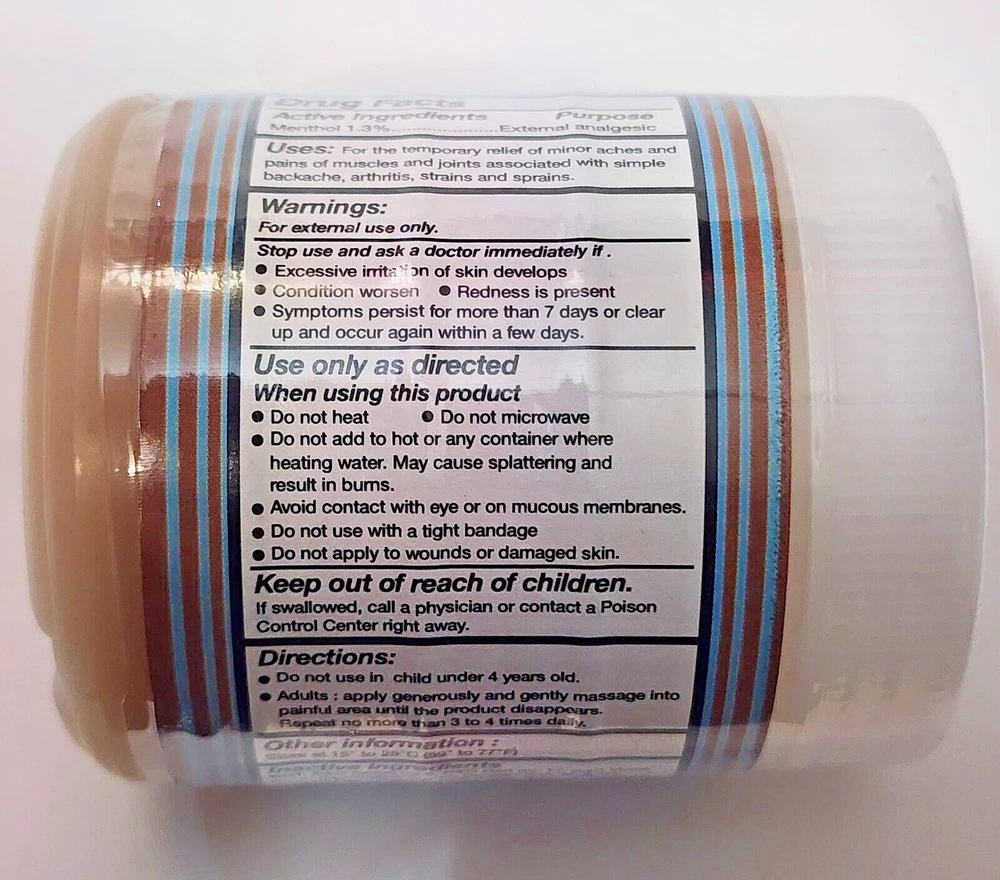 Drug Facts
Active Ingredients Purpose
Menthol 1.3%..........................External analgesic
Uses: For the temporary relief of minor aches and
pains of muscles and joints associated with simple
backache, arthritis, strains and sprains.
Warnings:
For external use only.
Stop use and ask a doctor immediately if .
● Excessive irritation of skin develops
● Condition worsen ● Redness is present
● Symptoms persist for more than 7 days or clear
up and occur again within a few days.
Use only as directed
When using this product
● Do not heat ● Do not microwave
● Do not add to hot or any container where
heating water. May cause splattering and
result in burns.
● Avoid contact with eye or on mucous membranes.
● Do not use with a tight bandage
● Do not apply to wounds or damaged skin.
Keep out of reach of children.
If swallowed, call a physician or contact a Poison
Control Center right away.
Directions:
● Do not use in child under 4 years old.
● Adults : apply generously and gently massage into
painful area until the product disappears.
Repeat no more than 3 to 4 times daily.
Other information :
at 15° to 25°C (59° to 77°F)
Inactive Ingredients